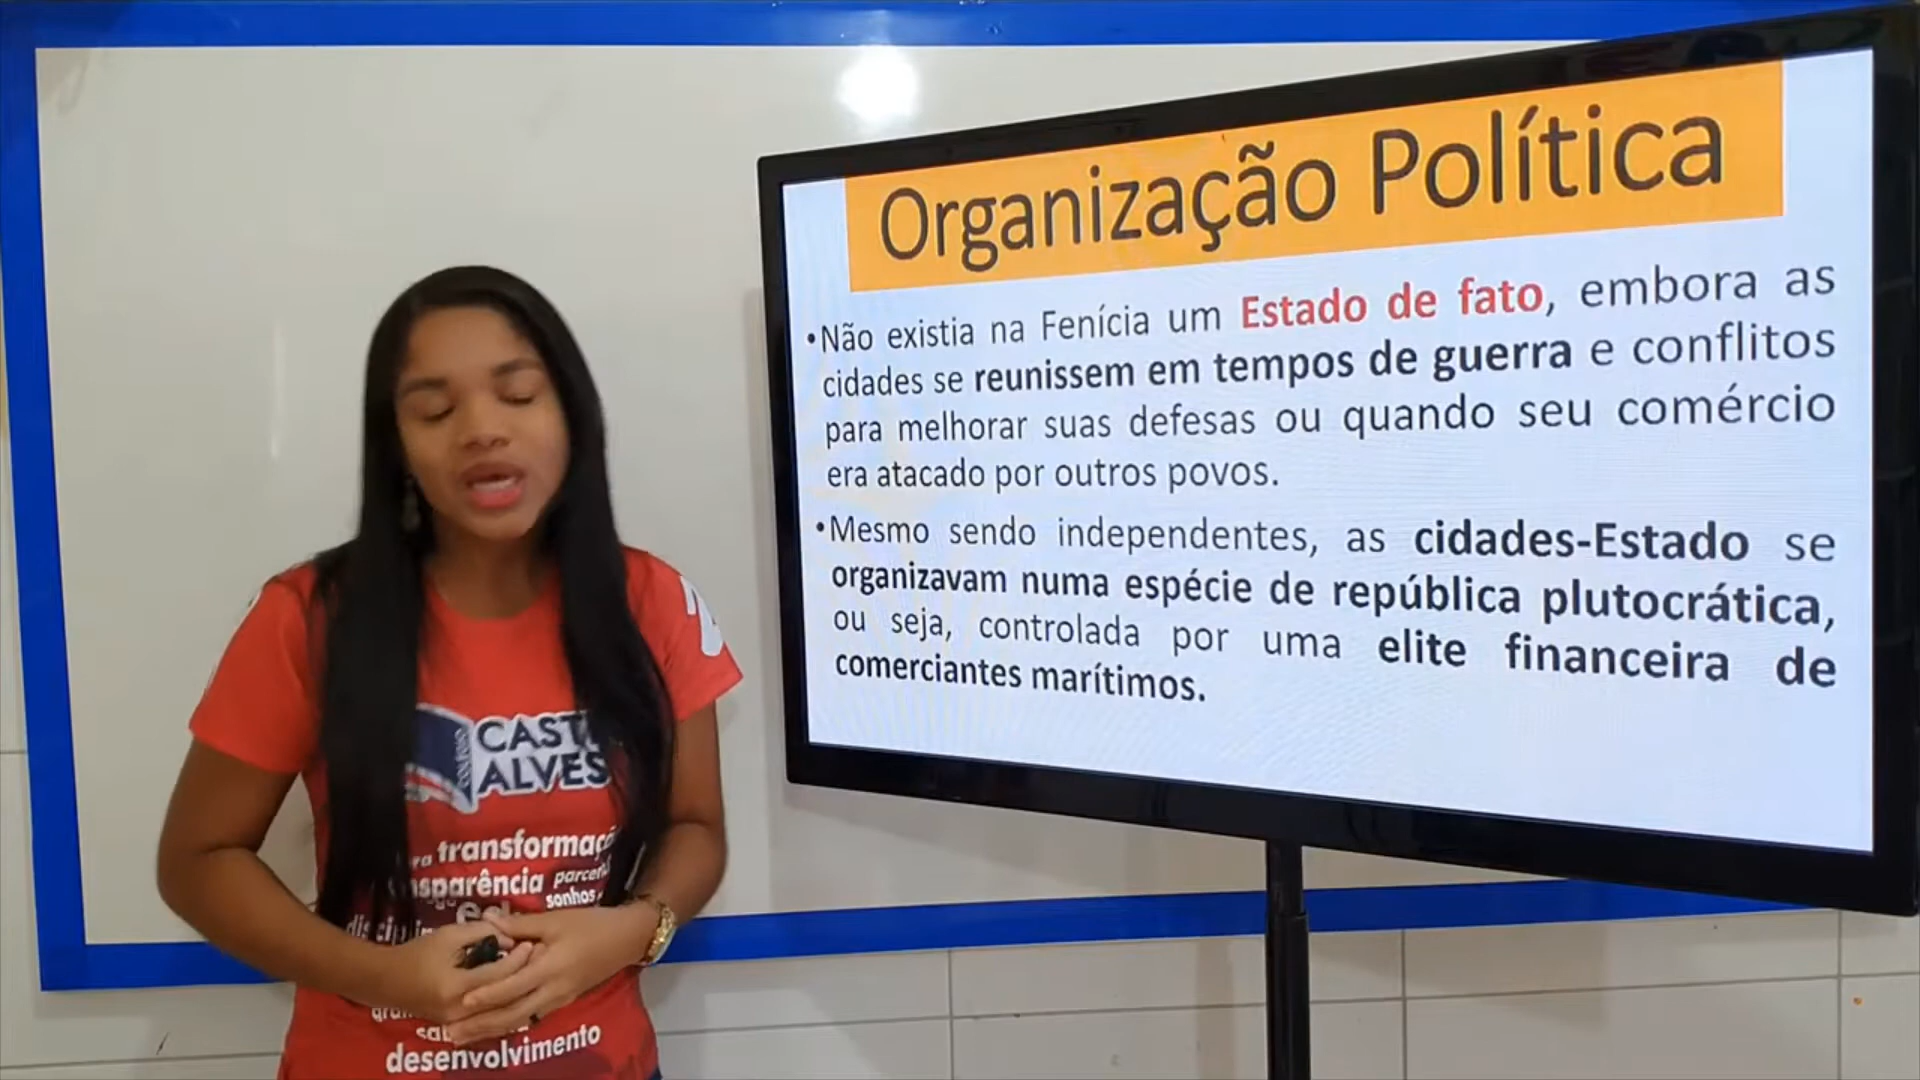 Organização Política
•Não existia na Fenícia um Estado de fato, embora as
cidades se reunissem em tempos de guerra e conflitos
para melhorar suas defesas ou quando seu comércio
era atacado por outros povos.
•Mesmo sendo independentes, as cidades-Estado se
organizavam numa espécie de república plutocrática,
ou seja, controlada por uma elite financeira de
comerciantes marítimos.
CAST
ALVES
transformaçã
nsparência
sonhos
desenvolvimento